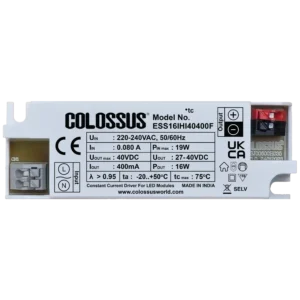 *tc
COLOSSUS® Model No. ESS16IHI40400F
UIN : 220-240VAC, 50/60Hz
IIN : 0.080 A PIN max : 19W
UOUT max : 40VDC UOUT : 27- 40VDC
IOUT : 400mA POUT : 16W
λ > 0.95 ta : -20..+50°C tc max : 75°C
Constant Current Driver For LED Modules MADE IN INDIA
www.colossusworld.com
UK
CA
SELV